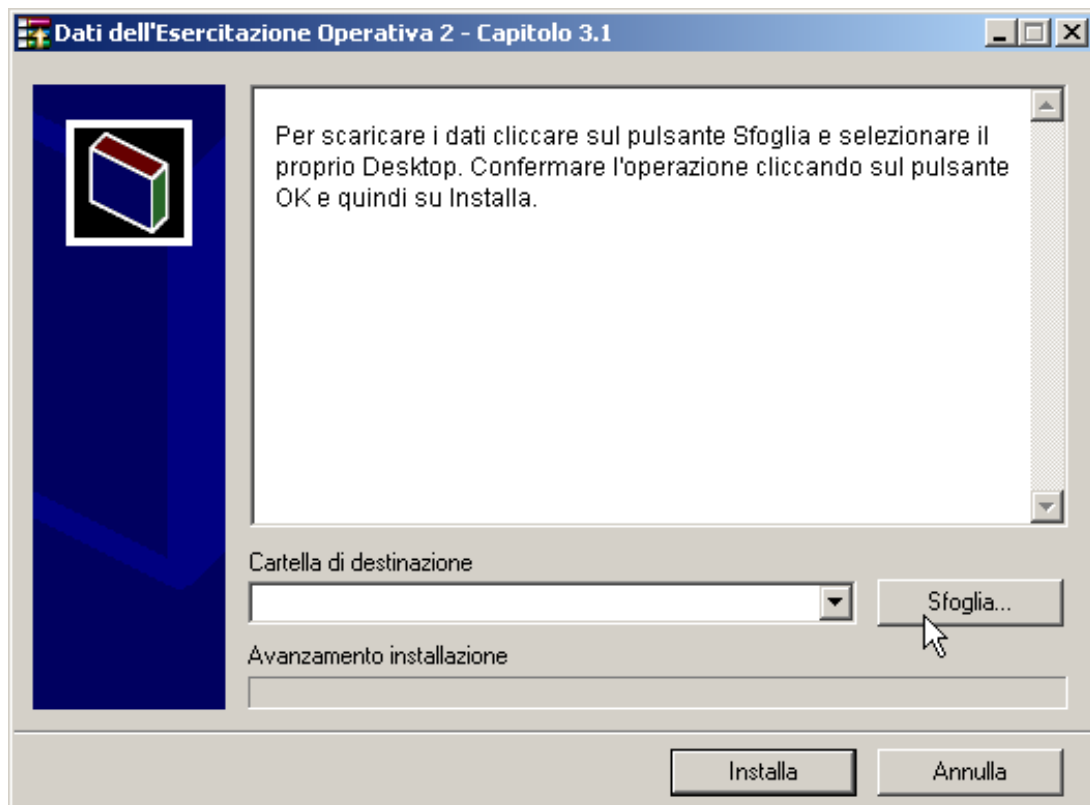 Dati dell'Esercitazione Operativa 2 - Capitolo 3.1
Per scaricare i dati cliccare sul pulsante Sfoglia e selezionare il
proprio Desktop. Confermare l'operazione cliccando sul pulsante
OK e quindi su Installa.
Cartella di destinazione
Sfoglia...
Avanzamento installazione
Installa
Annulla